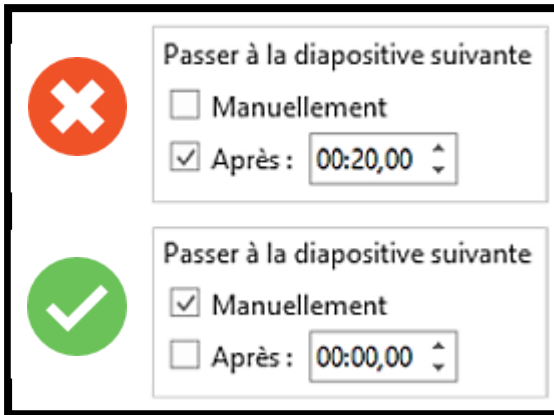 Passer à la diapositive suivante
Manuellement
Après : 00:20,00
Passer à la diapositive suivante
Manuellement
Après : 00:00,00